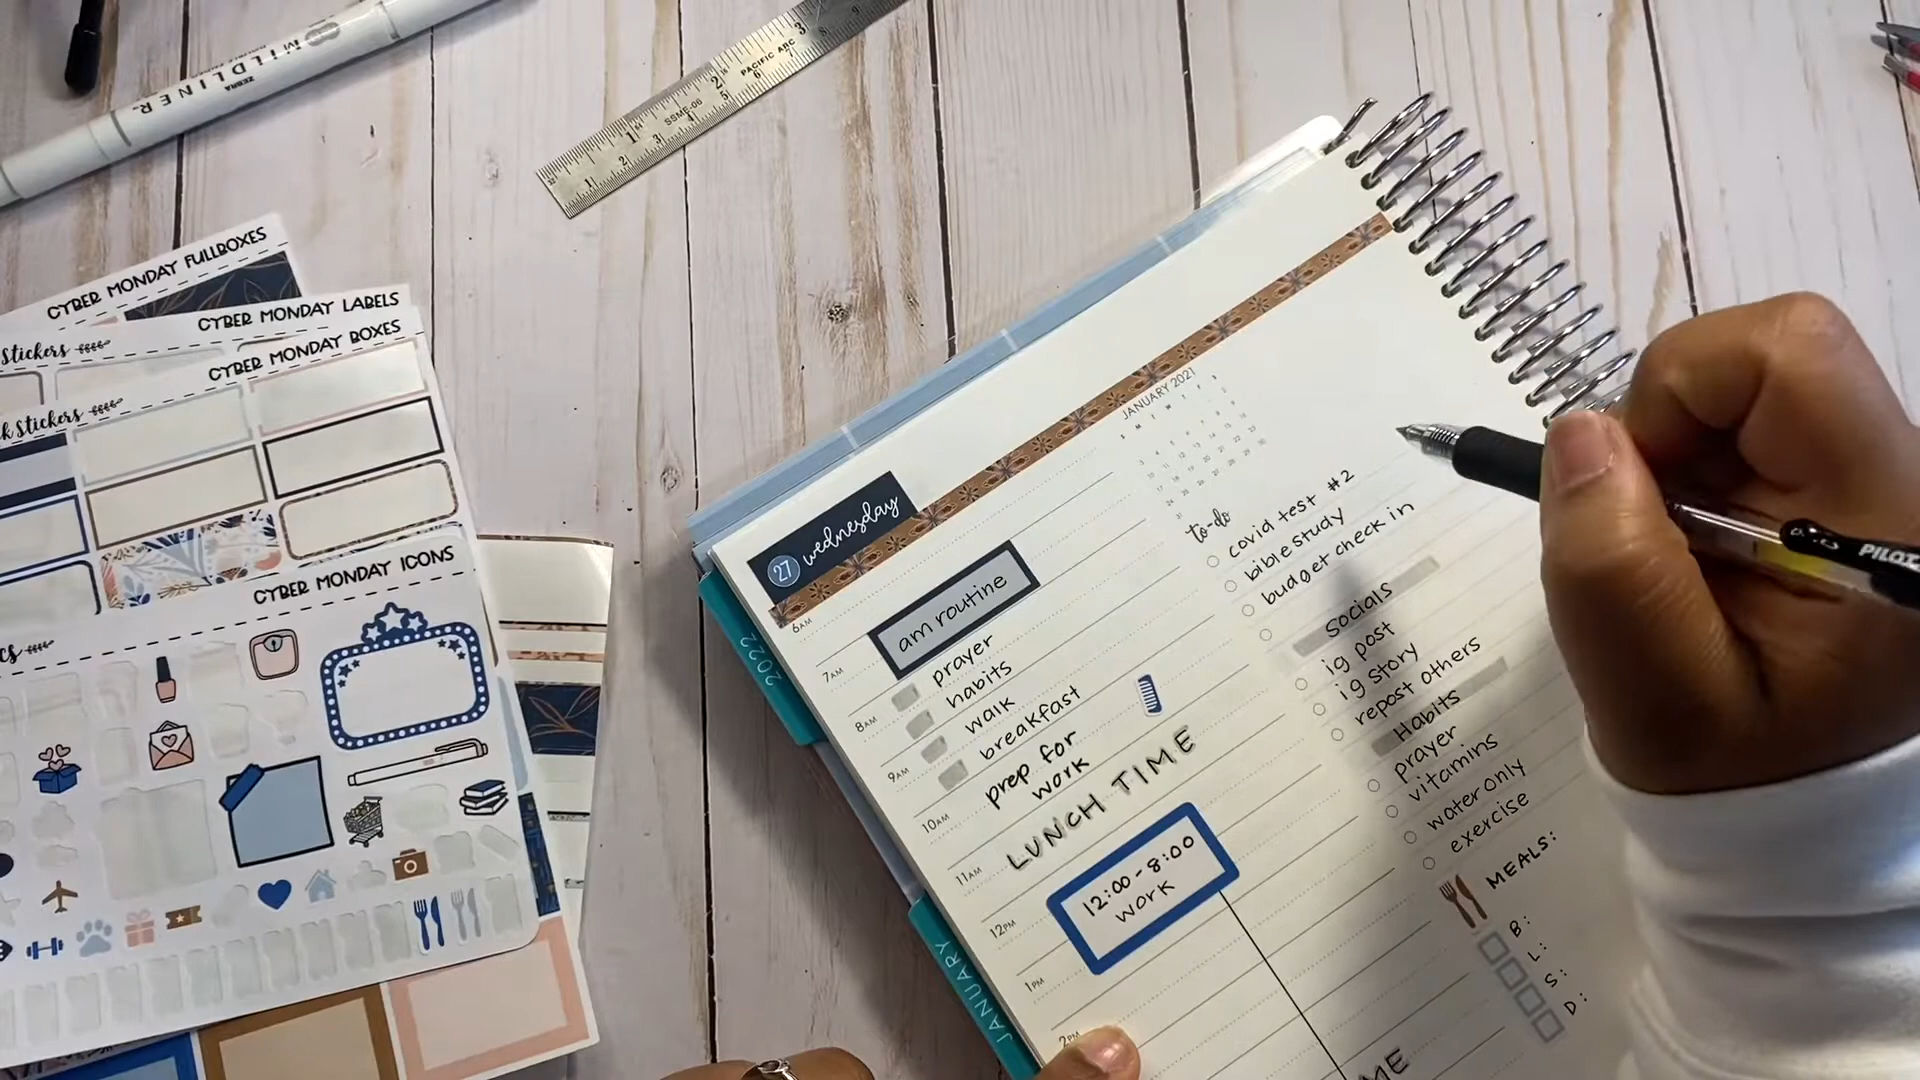 ZEBRA
MILDLINER
PACIFIC ARC
SSME-06
CYBER MONDAY FULLBOXES
CYBER MONDAY LABELS
Stickers
CYBER MONDAY BOXES
Stickers
CYBER MONDAY ICONS
PILOT
2022
JANUARY
27 wednesday
JANUARY 2021
6AM
7AM
8AM
9AM
10AM
11AM
12PM
1PM
2PM
am routine
prayer
habits
walk
breakfast
prep for
work
LUNCH TIME
12:00-8:00
work
to-do
covid test #2
bible study
budget check in
Socials
ig post
ig story
repost others
Habits
prayer
vitamins
water only
exercise
MEALS:
B:
L:
S:
D: